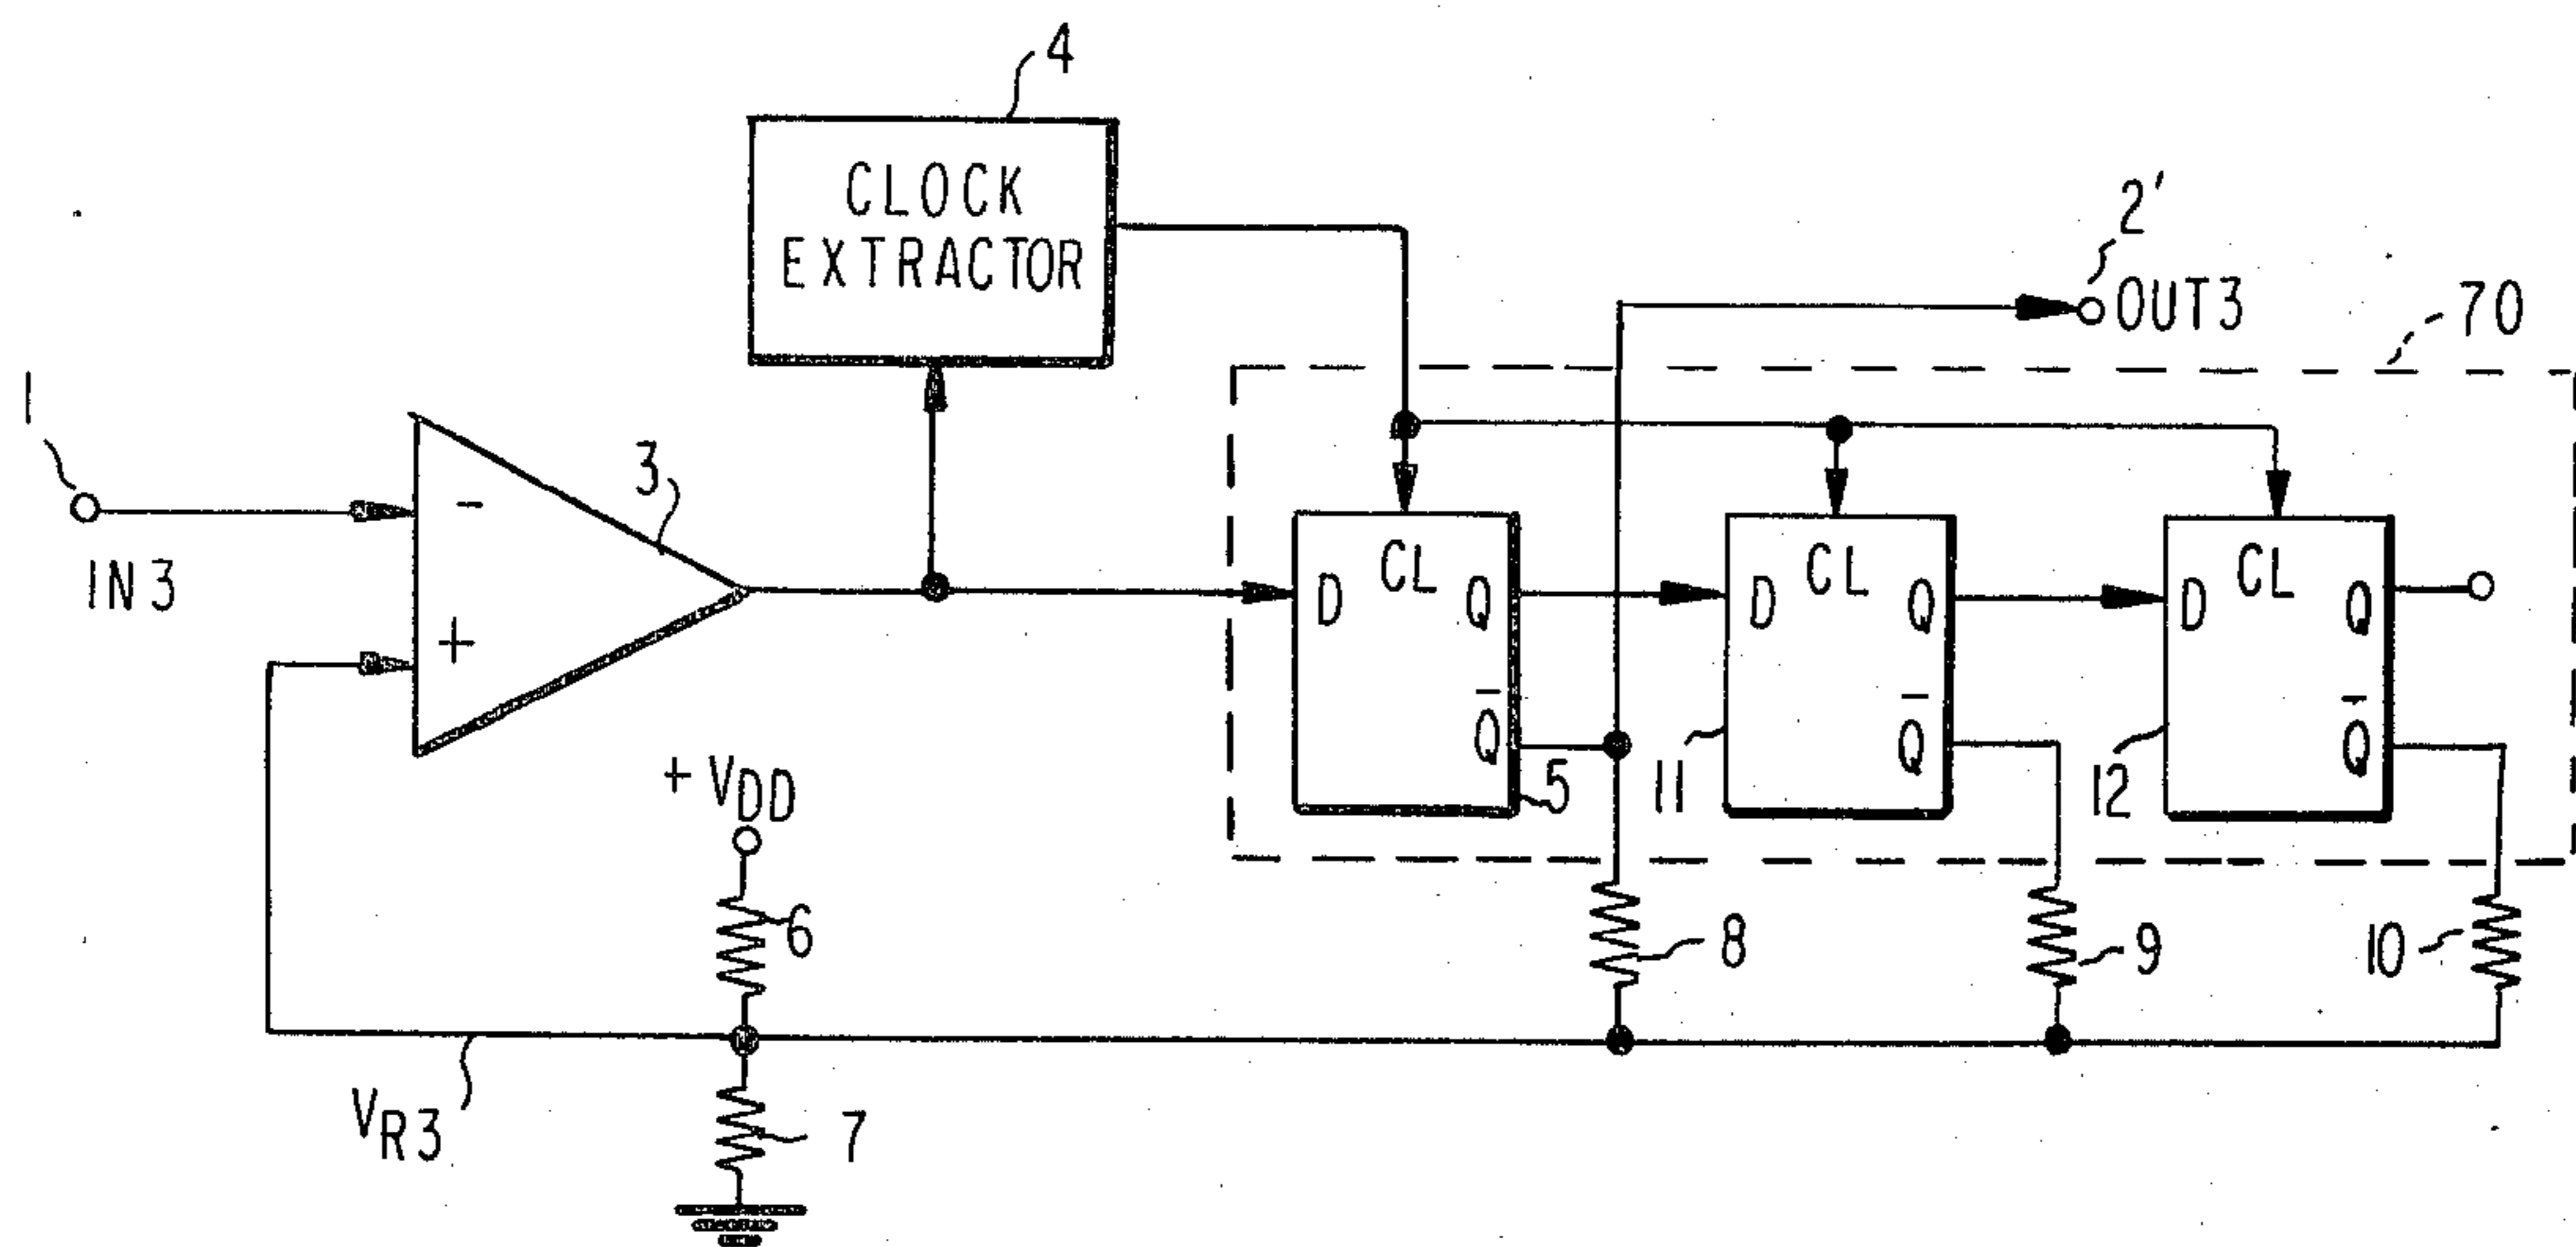 4
CLOCK
EXTRACTOR
2'
OUT3
70
1
3
-
IN3
+
D
CL
Q
Q̅
5
D
CL
Q
Q̅
11
D
CL
Q
Q̅
12
+ VDD
6
8
9
10
VR3
7